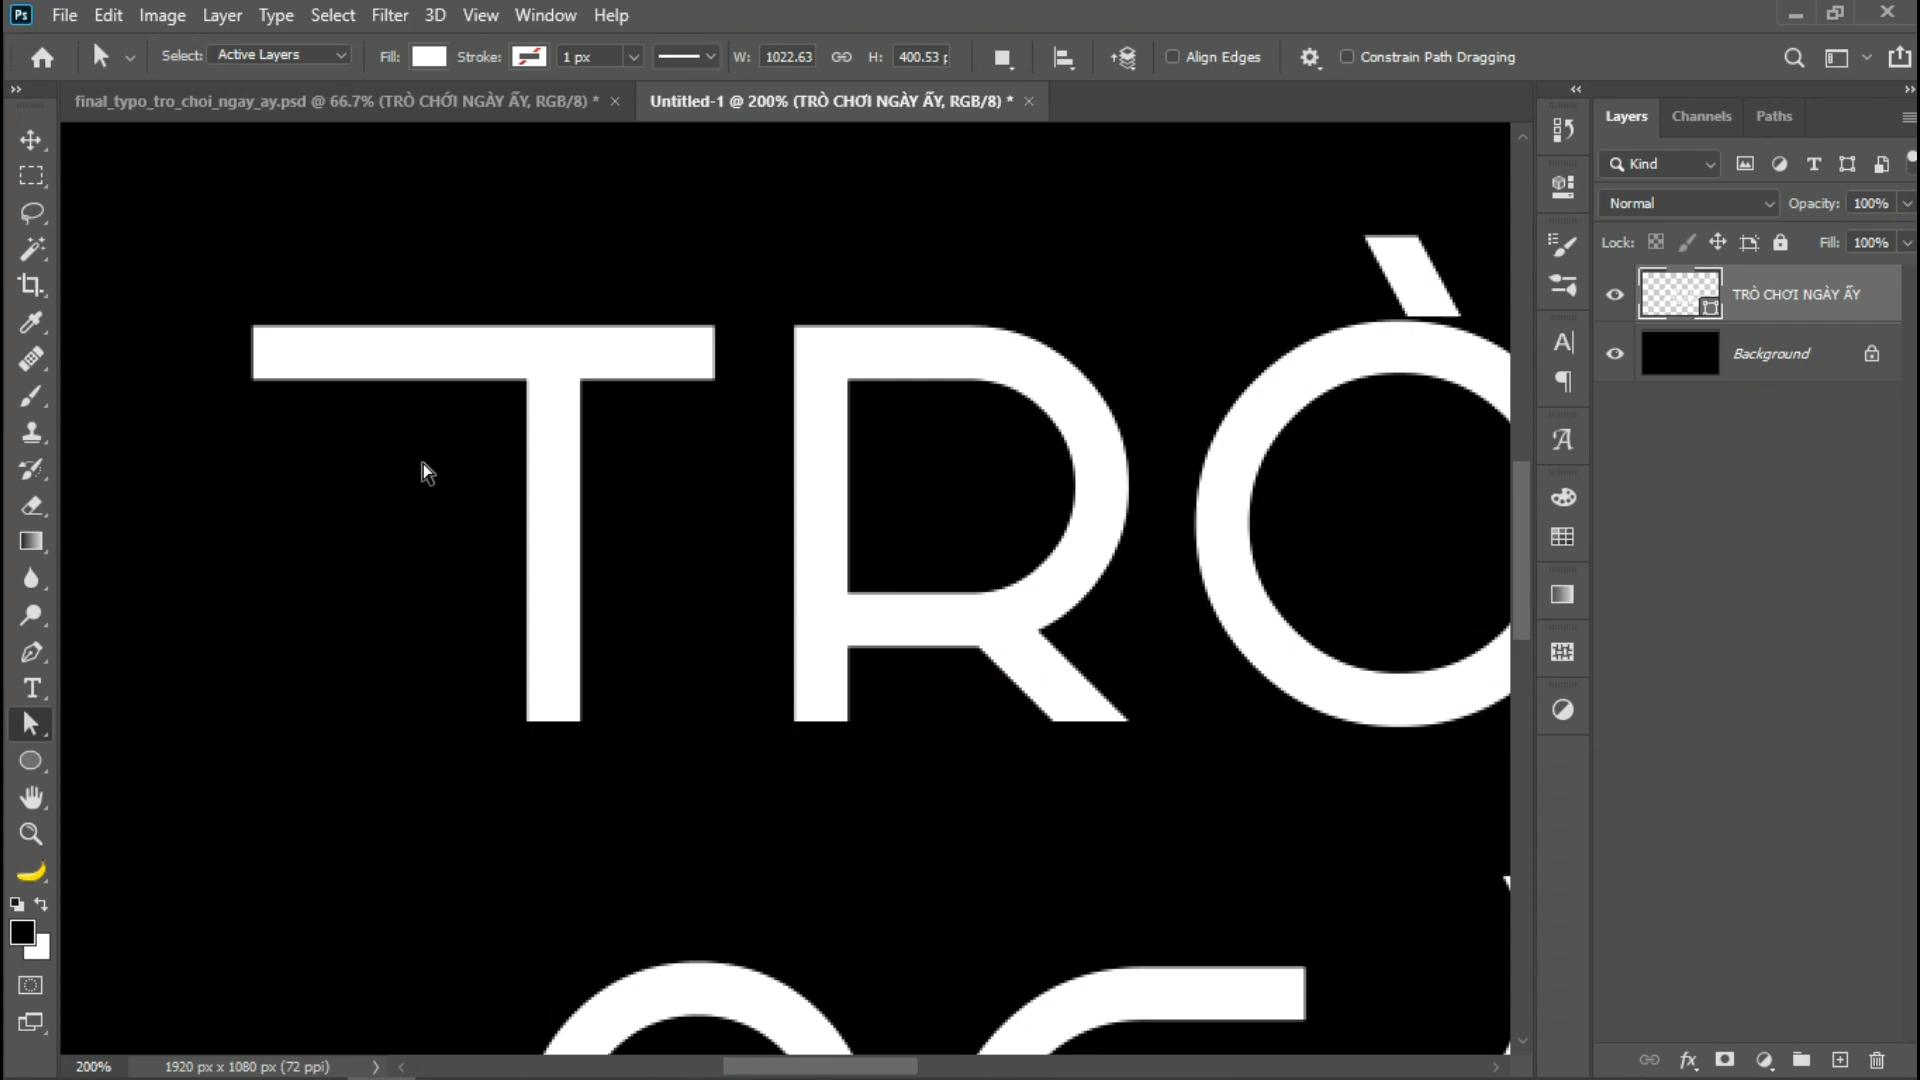 Ps File Edit Image Layer Type Select Filter 3D View Window Help
Select: Active Layers Fill: Stroke: 1 px W: 1022.63 H: 400.53 p Align Edges Constrain Path Dragging
final_typo_tro_choi_ngay_ay.psd @ 66.7% (TRÒ CHƠI NGÀY ẤY, RGB/8) * ×
Untitled-1 @ 200% (TRÒ CHƠI NGÀY ẤY, RGB/8) * ×
Layers Channels Paths
Kind
Normal Opacity: 100%
Lock: Fill: 100%
TRÒ CHƠI NGÀY ẤY
Background
TRÒ
200% 1920 px x 1080 px (72 ppi)